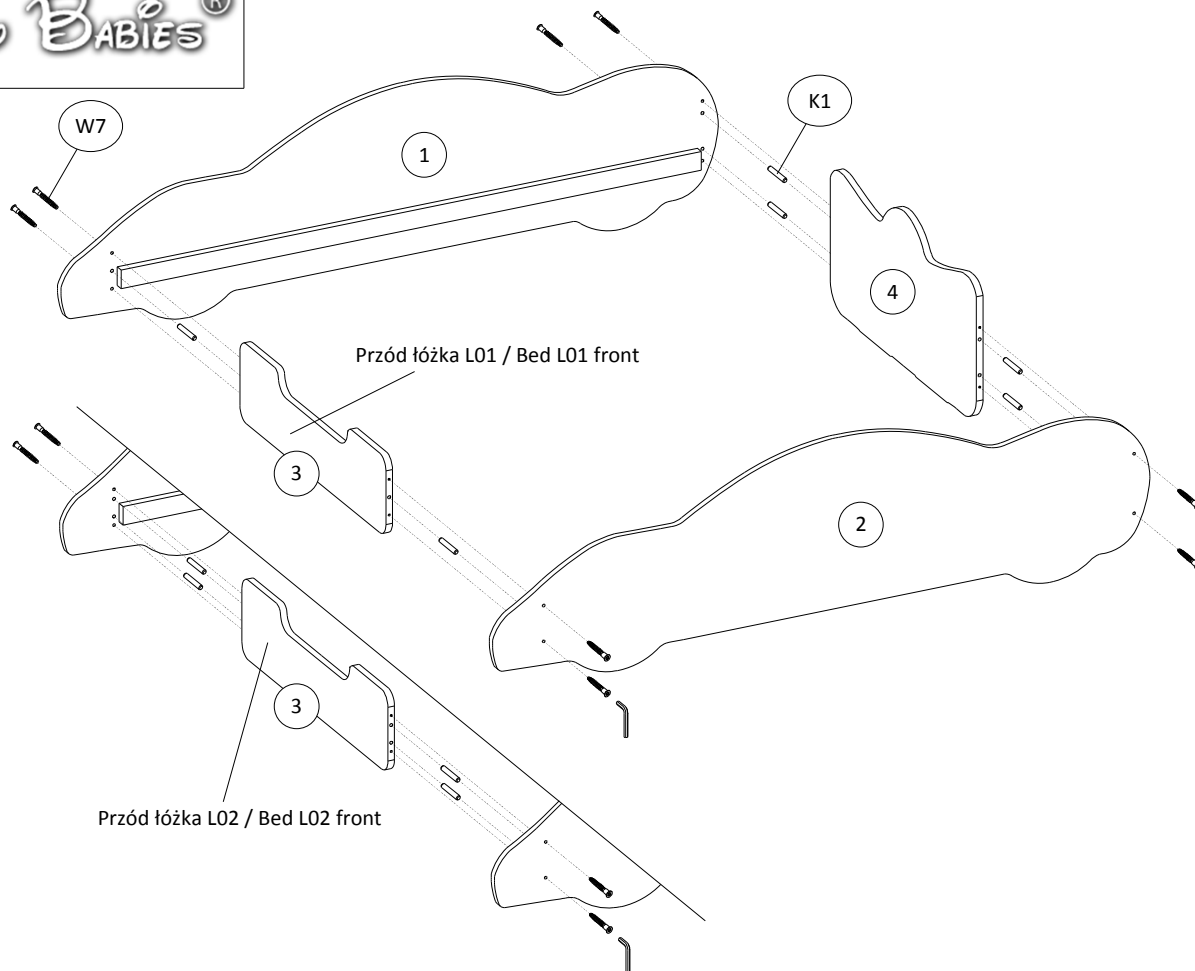 BABIES®
W7
K1
1
4
Przód łóżka L01 / Bed L01 front
3
2
3
Przód łóżka L02 / Bed L02 front